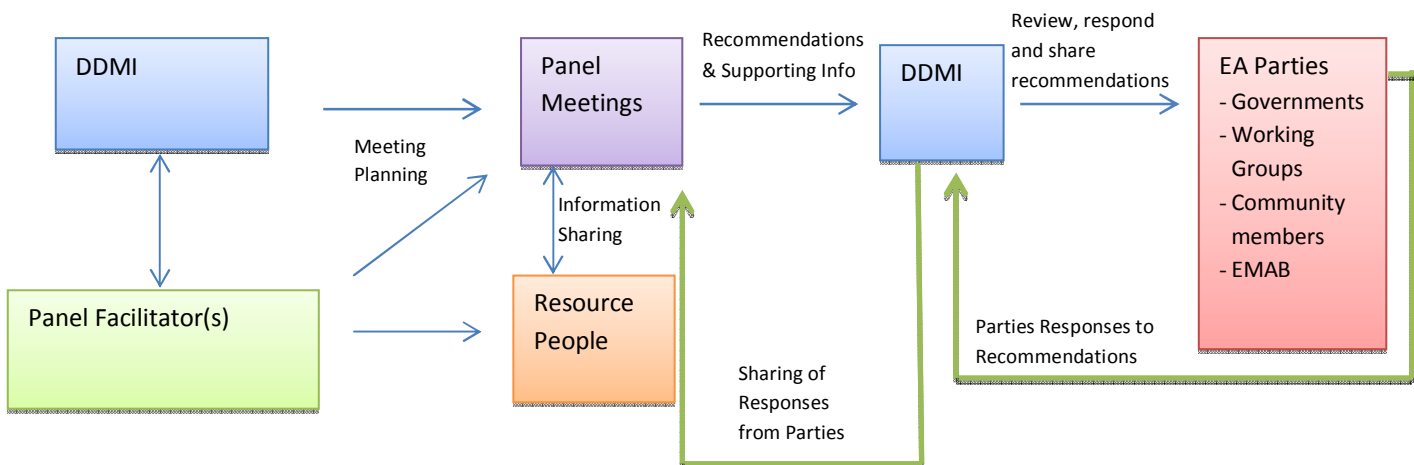 DDMI
Meeting
Planning
Panel Facilitator(s)
Panel
Meetings
Information
Sharing
Resource
People
Recommendations
& Supporting Info
DDMI
Review, respond
and share
recommendations
EA Parties
- Governments
- Working
Groups
- Community
members
- EMAB
Parties Responses to
Recommendations
Sharing of
Responses
from Parties